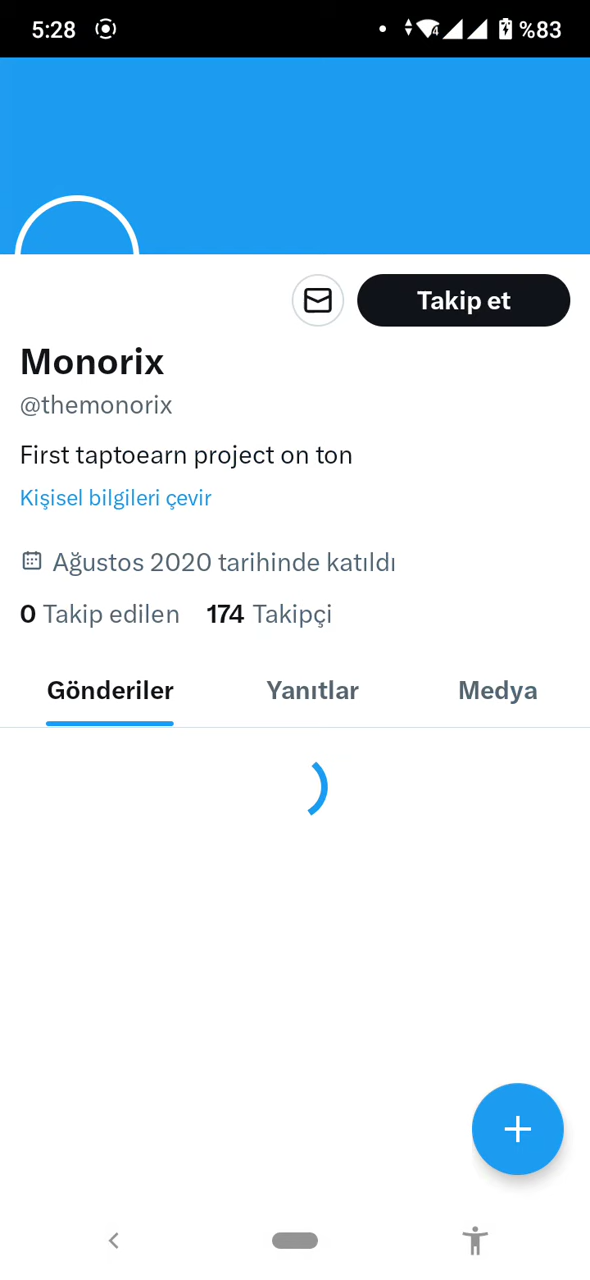 5:28
4
%83
Takip et
Monorix
@themonorix
First taptoearn project on ton
Kişisel bilgileri çevir
Ağustos 2020 tarihinde katıldı
0 Takip edilen 174 Takipçi
Gönderiler Yanıtlar Medya